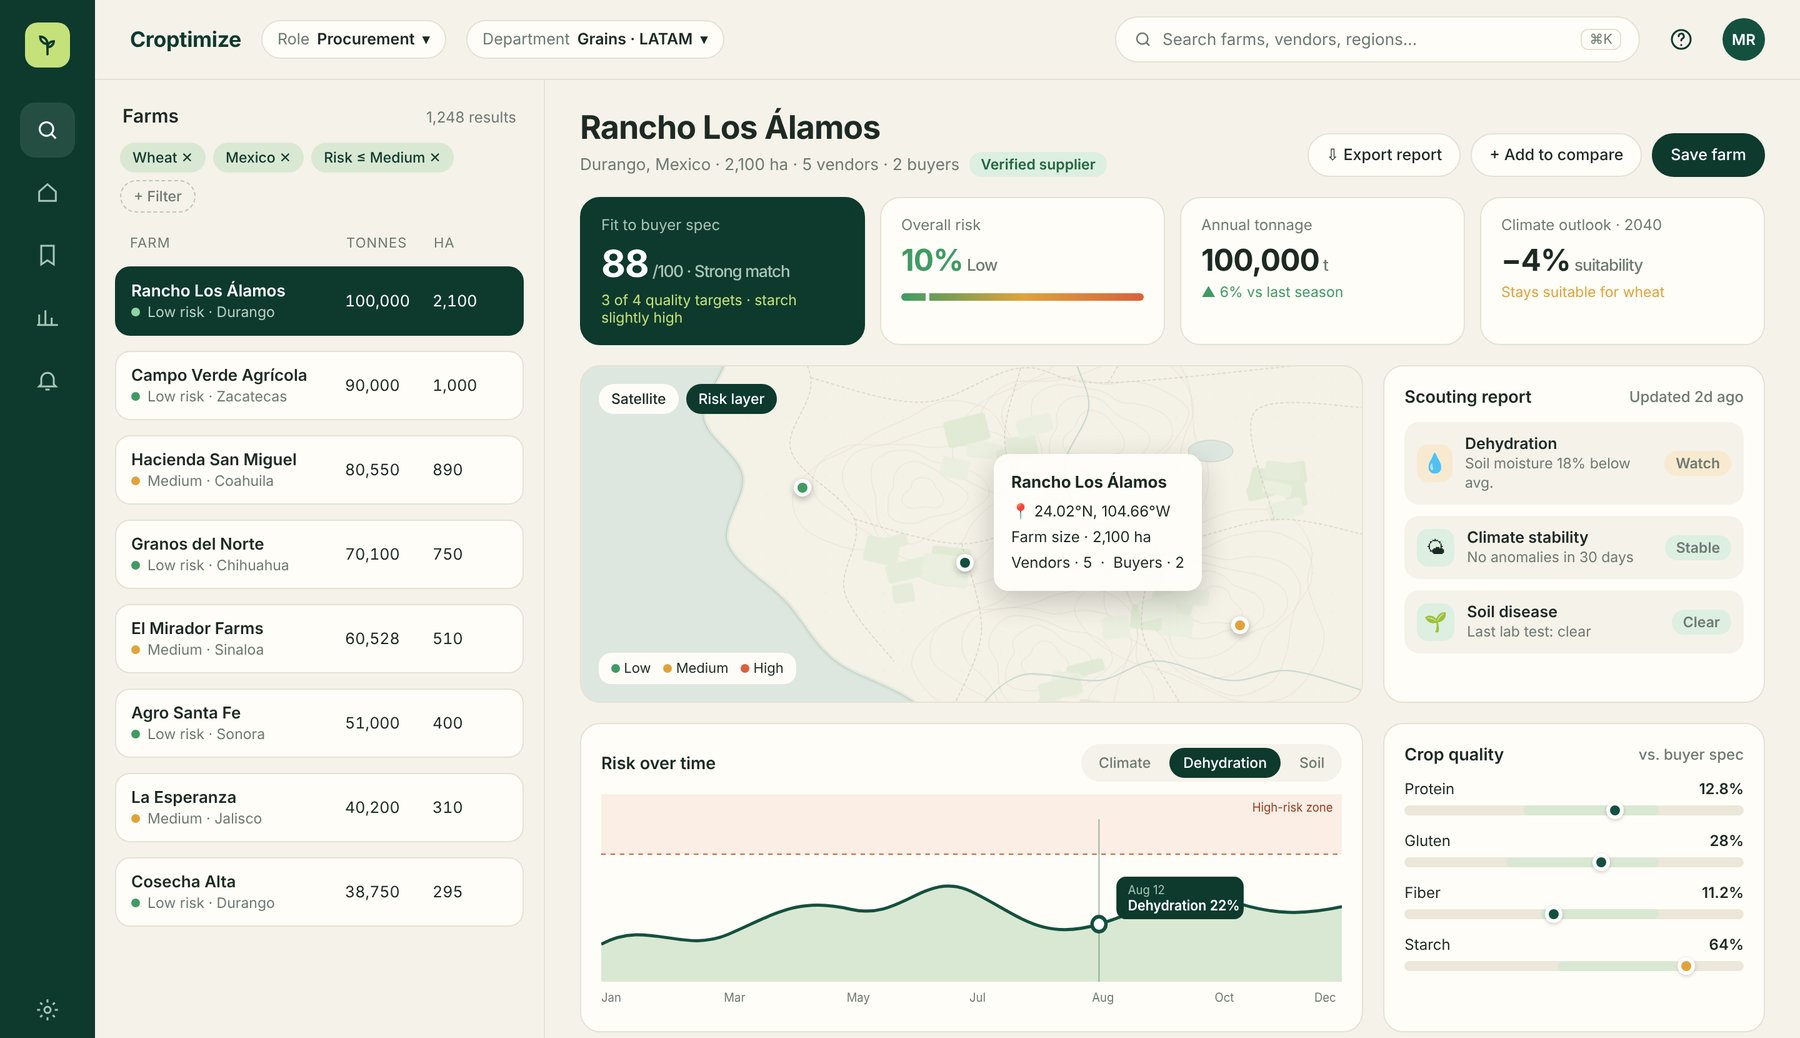 Croptimize
Role Procurement ▾
Department Grains · LATAM ▾
Search farms, vendors, regions...
⌘K
MR
Farms
1,248 results
Wheat ✕
Mexico ✕
Risk ≤ Medium ✕
+ Filter
FARM TONNES HA
Rancho Los Álamos 100,000 2,100
Low risk · Durango
Campo Verde Agrícola 90,000 1,000
Low risk · Zacatecas
Hacienda San Miguel 80,550 890
Medium · Coahuila
Granos del Norte 70,100 750
Low risk · Chihuahua
El Mirador Farms 60,528 510
Medium · Sinaloa
Agro Santa Fe 51,000 400
Low risk · Sonora
La Esperanza 40,200 310
Medium · Jalisco
Cosecha Alta 38,750 295
Low risk · Durango
Rancho Los Álamos
Durango, Mexico · 2,100 ha · 5 vendors · 2 buyers
Verified supplier
⇩ Export report
+ Add to compare
Save farm
Fit to buyer spec
88 /100 · Strong match
3 of 4 quality targets · starch
slightly high
Overall risk
10% Low
Annual tonnage
100,000 t
▲ 6% vs last season
Climate outlook · 2040
−4% suitability
Stays suitable for wheat
Satellite
Risk layer
Rancho Los Álamos
📍 24.02°N, 104.66°W
Farm size · 2,100 ha
Vendors · 5 · Buyers · 2
Low Medium High
Scouting report
Updated 2d ago
Dehydration
Soil moisture 18% below
avg.
Watch
Climate stability
No anomalies in 30 days
Stable
Soil disease
Last lab test: clear
Clear
Risk over time
Climate
Dehydration
Soil
High-risk zone
Aug 12
Dehydration 22%
Jan Mar May Jul Aug Oct Dec
Crop quality
vs. buyer spec
Protein 12.8%
Gluten 28%
Fiber 11.2%
Starch 64%